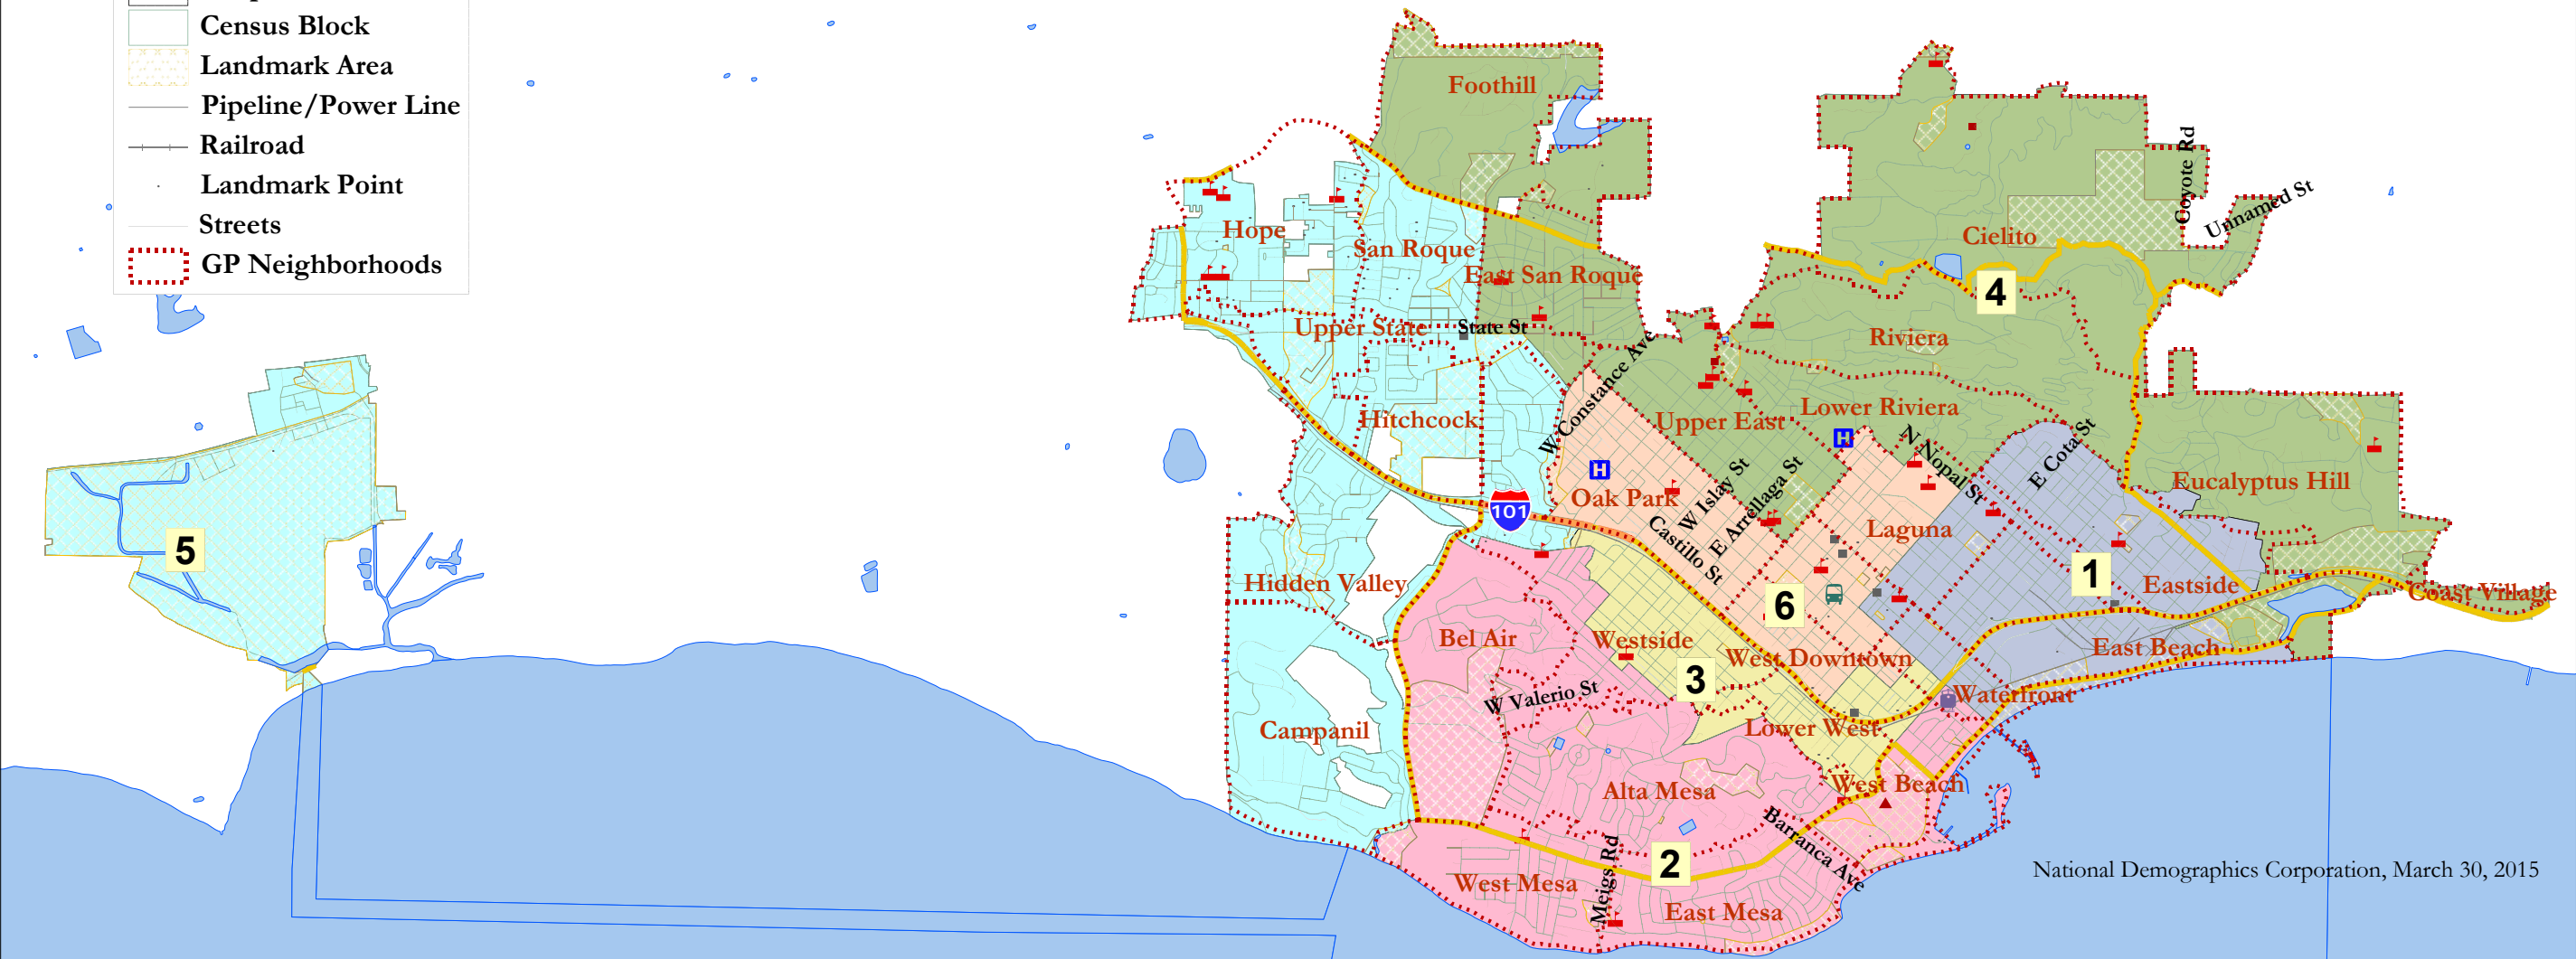 Census Block
Landmark Area
Pipeline/Power Line
Railroad
Landmark Point
Streets
GP Neighborhoods
Foothill
Coyote Rd
Unnamed St
Hope
San Roque
Cielito
East San Roque
4
Upper State
State St
Riviera
W Constance Ave
Hitchcock
Upper East
Lower Riviera
H
N Nopal St
E Cota St
H
Oak Park
W Islay St
E Arrellaga St
Castillo St
Eucalyptus Hill
101
Laguna
5
Hidden Valley
1
Eastside
Coast Village
6
Bel Air
Westside
West Downtown
East Beach
3
W Valerio St
Waterfront
Campanil
Lower West
Alta Mesa
West Beach
Barranca Ave
2
Meigs Rd
West Mesa
East Mesa
National Demographics Corporation, March 30, 2015